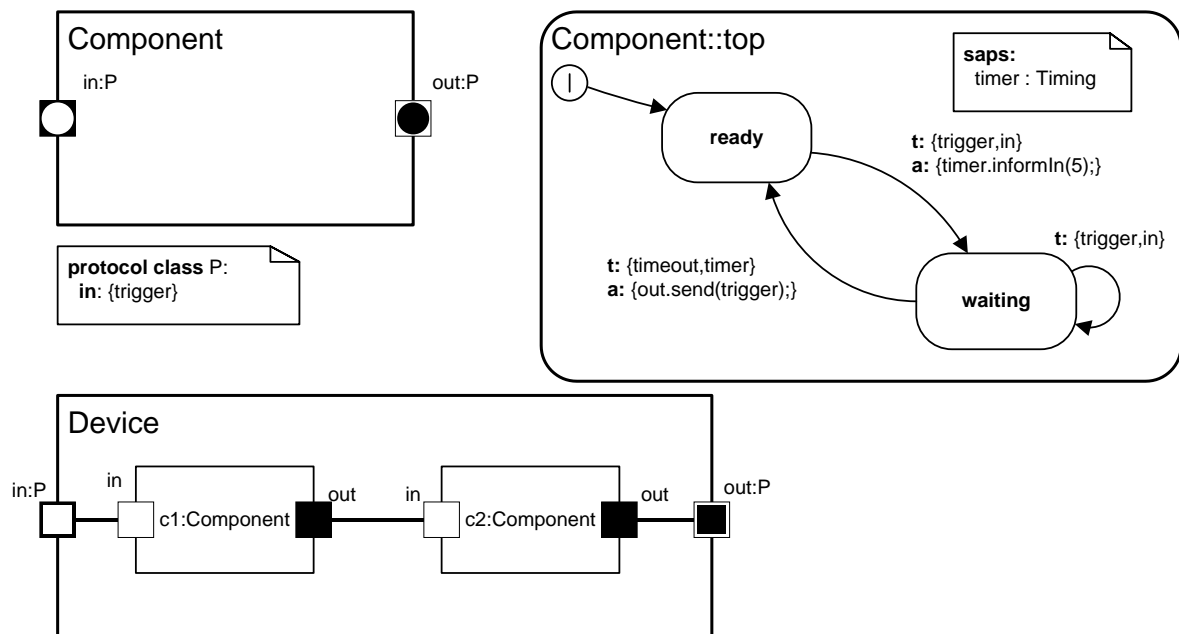 Component
in:P
out:P
protocol class P:
in: {trigger}
Component::top
saps:
timer : Timing
ready
t: {trigger,in}
a: {timer.informIn(5);}
t: {trigger,in}
t: {timeout,timer}
a: {out.send(trigger);}
waiting
Device
in:P
in
c1:Component
out
in
c2:Component
out
out:P